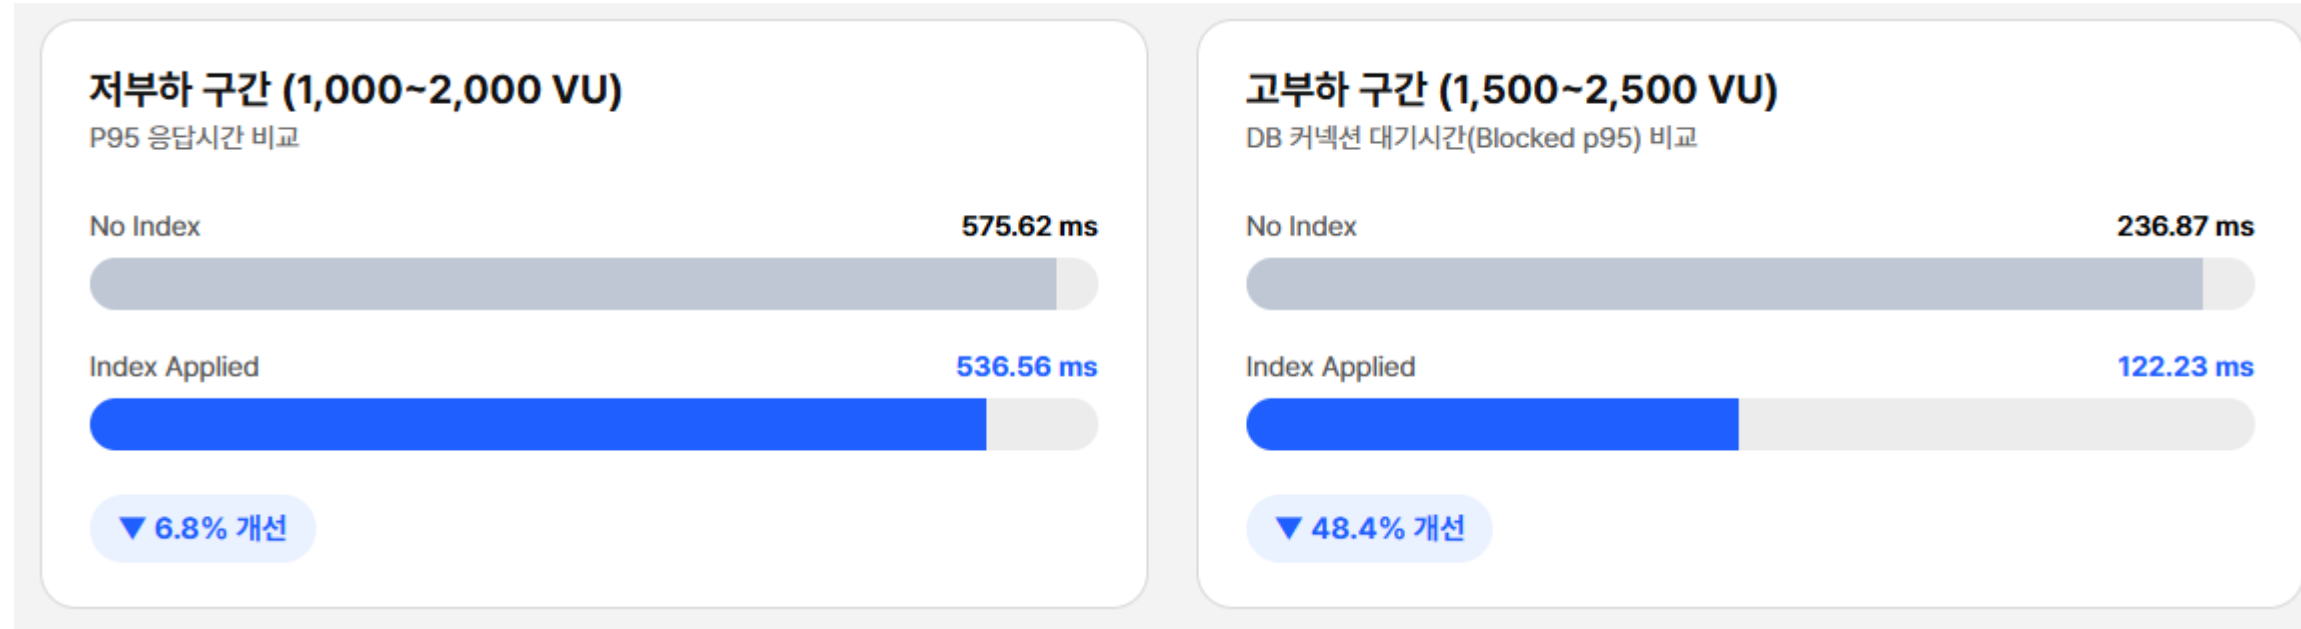 저부하 구간 (1,000~2,000 VU)
P95 응답시간 비교
No Index 575.62 ms
Index Applied 536.56 ms
▼ 6.8% 개선
고부하 구간 (1,500~2,500 VU)
DB 커넥션 대기시간(Blocked p95) 비교
No Index 236.87 ms
Index Applied 122.23 ms
▼ 48.4% 개선